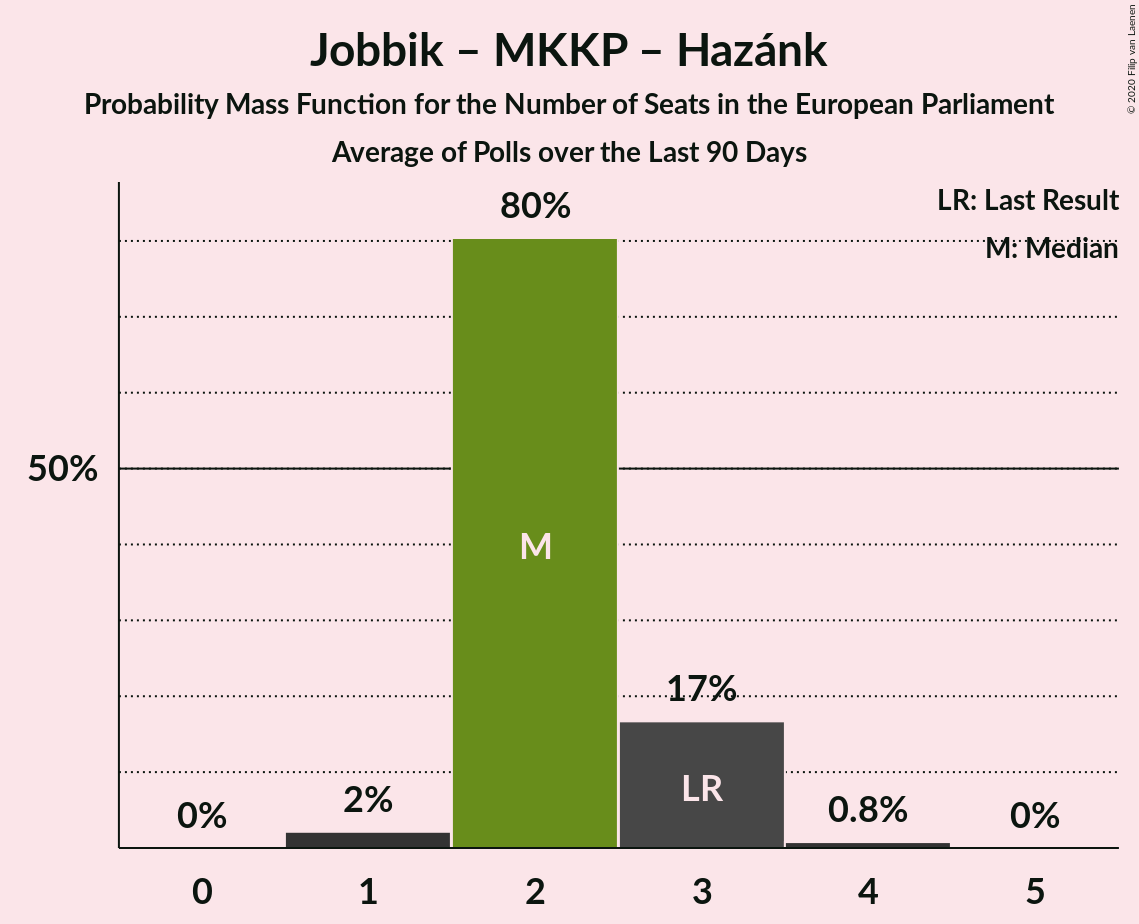 Jobbik – MKKP – Hazánk
Probability Mass Function for the Number of Seats in the European Parliament
Average of Polls over the Last 90 Days
© 2020 Filip van Laenen
LR: Last Result
M: Median
80%
50%
M
17%
LR
0%
2%
0.8%
0%
0 1 2 3 4 5